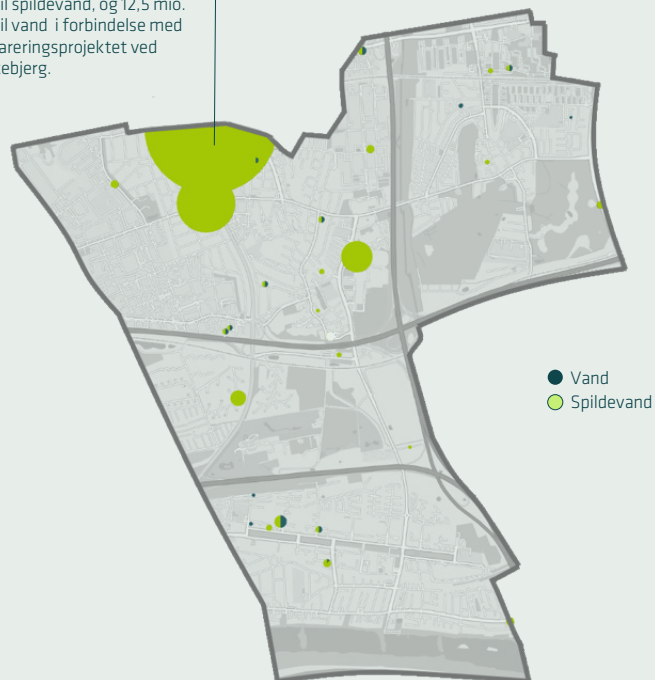 il spildevand, og 12,5 mio.
il vand i forbindelse med
areringsprojektet ved
ebjerg.
Vand
Spildevand